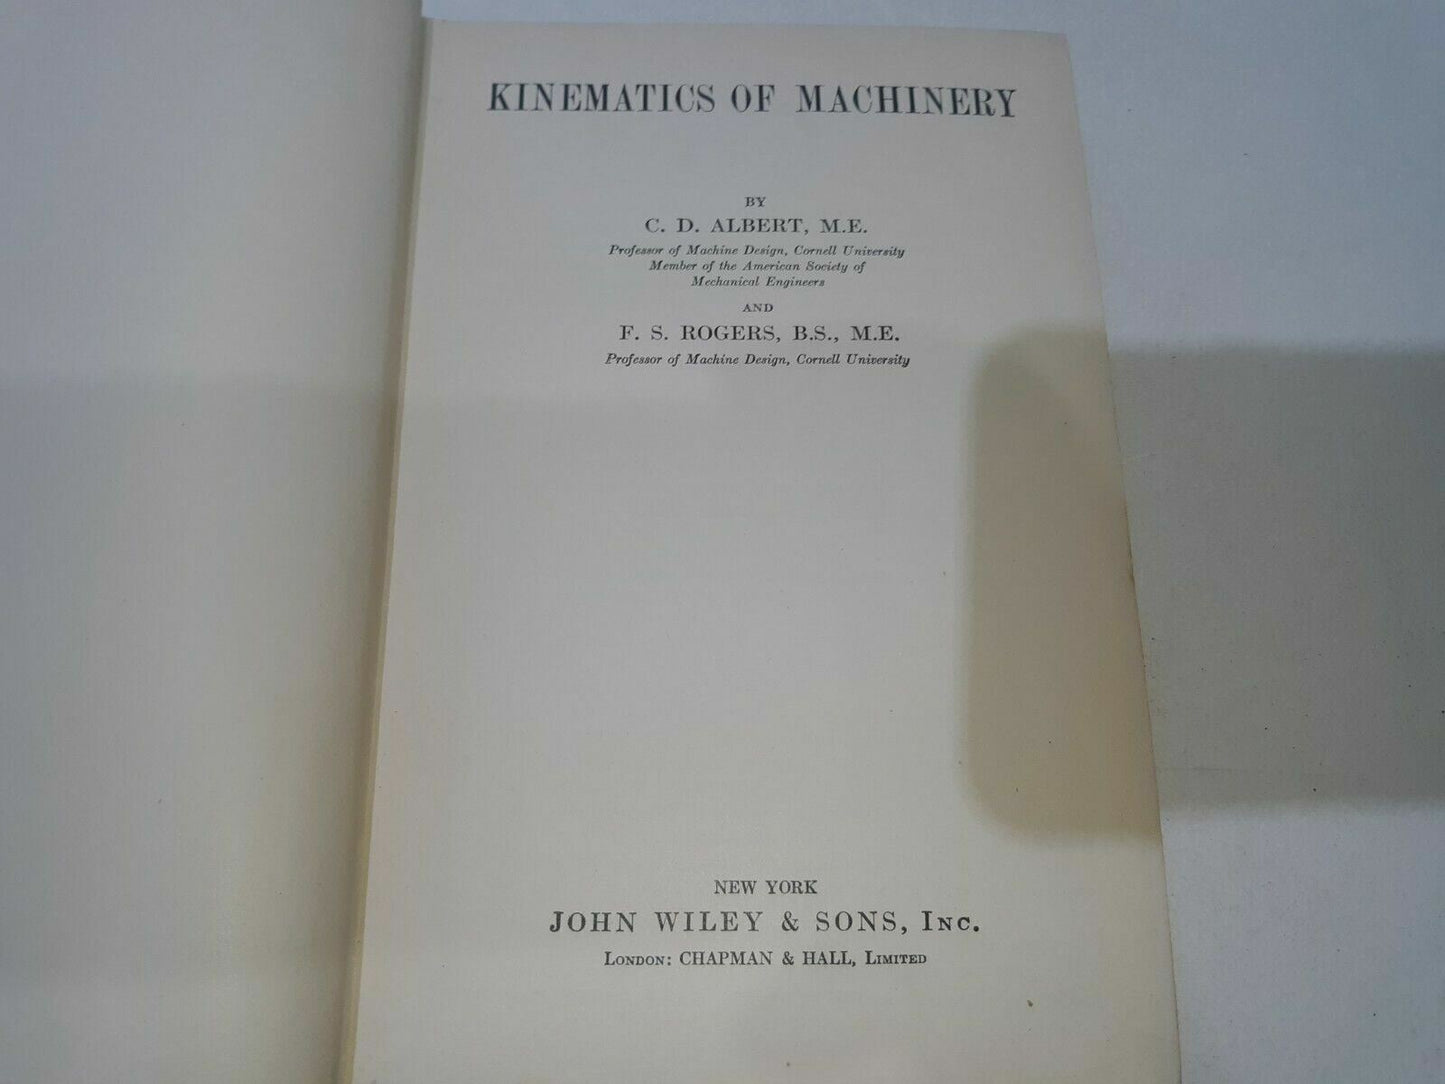 KINEMATICS OF MACHINERY
BY
C. D. ALBERT, M.E.
Professor of Machine Design, Cornell University
Member of the American Society of
Mechanical Engineers
AND
F. S. ROGERS, B.S., M.E.
Professor of Machine Design, Cornell University
NEW YORK
JOHN WILEY & SONS, INC.
LONDON: CHAPMAN & HALL, LIMITED